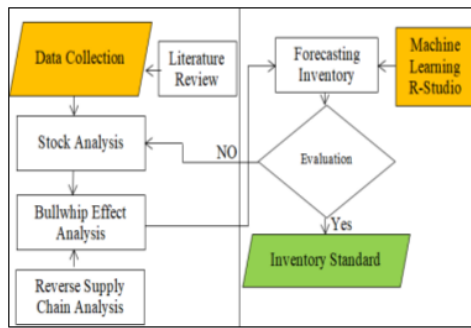 Data Collection
Literature
Review
Stock Analysis
Bullwhip Effect
Analysis
Reverse Supply
Chain Analysis
Forecasting
Inventory
Machine
Learning
R-Studio
NO
Evaluation
Yes
Inventory Standard